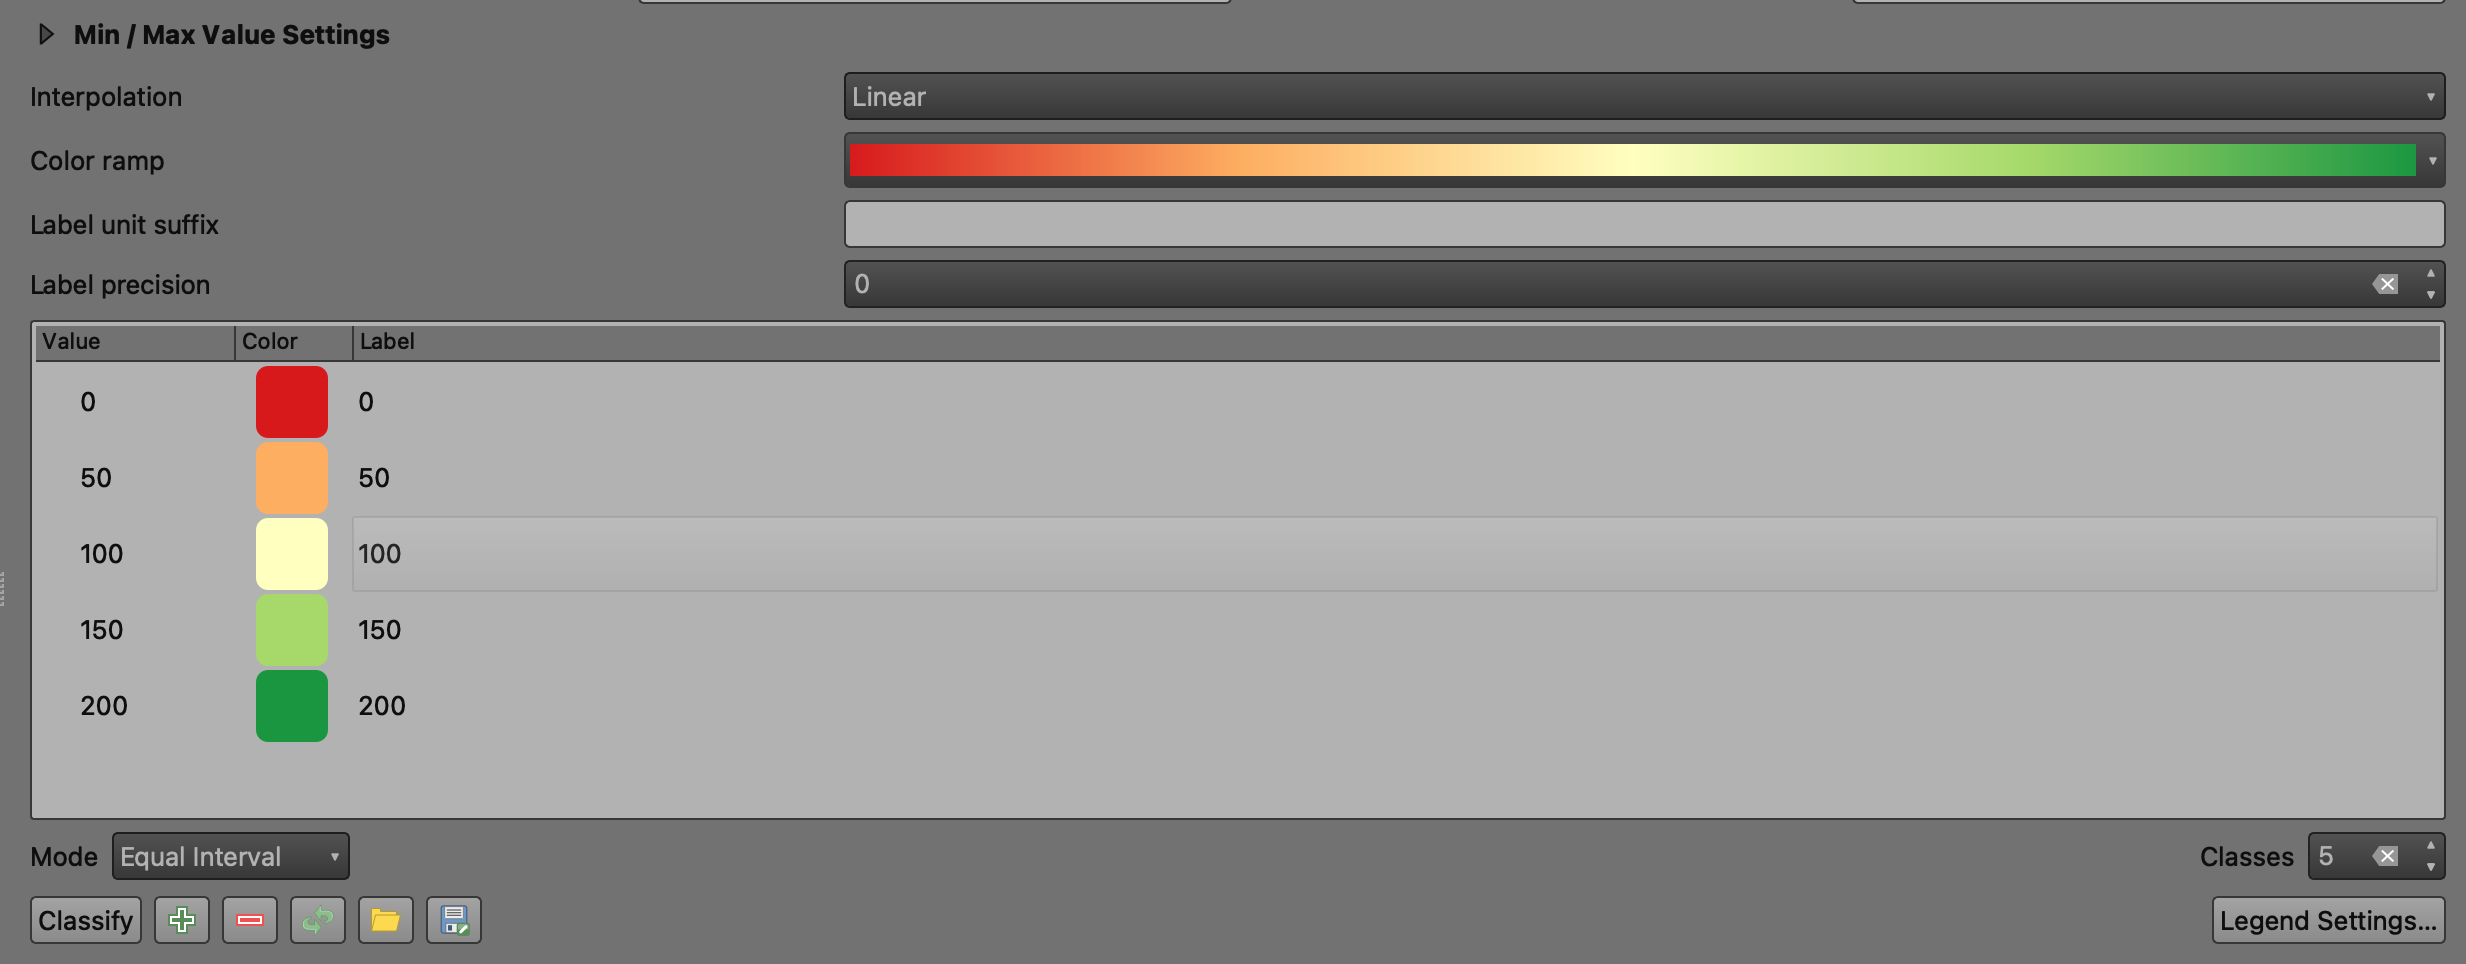 Min / Max Value Settings
Interpolation Linear
Color ramp
Label unit suffix
Label precision 0
Value Color Label
0 0
50 50
100 100
150 150
200 200
Mode Equal Interval Classes 5
Classify Legend Settings...